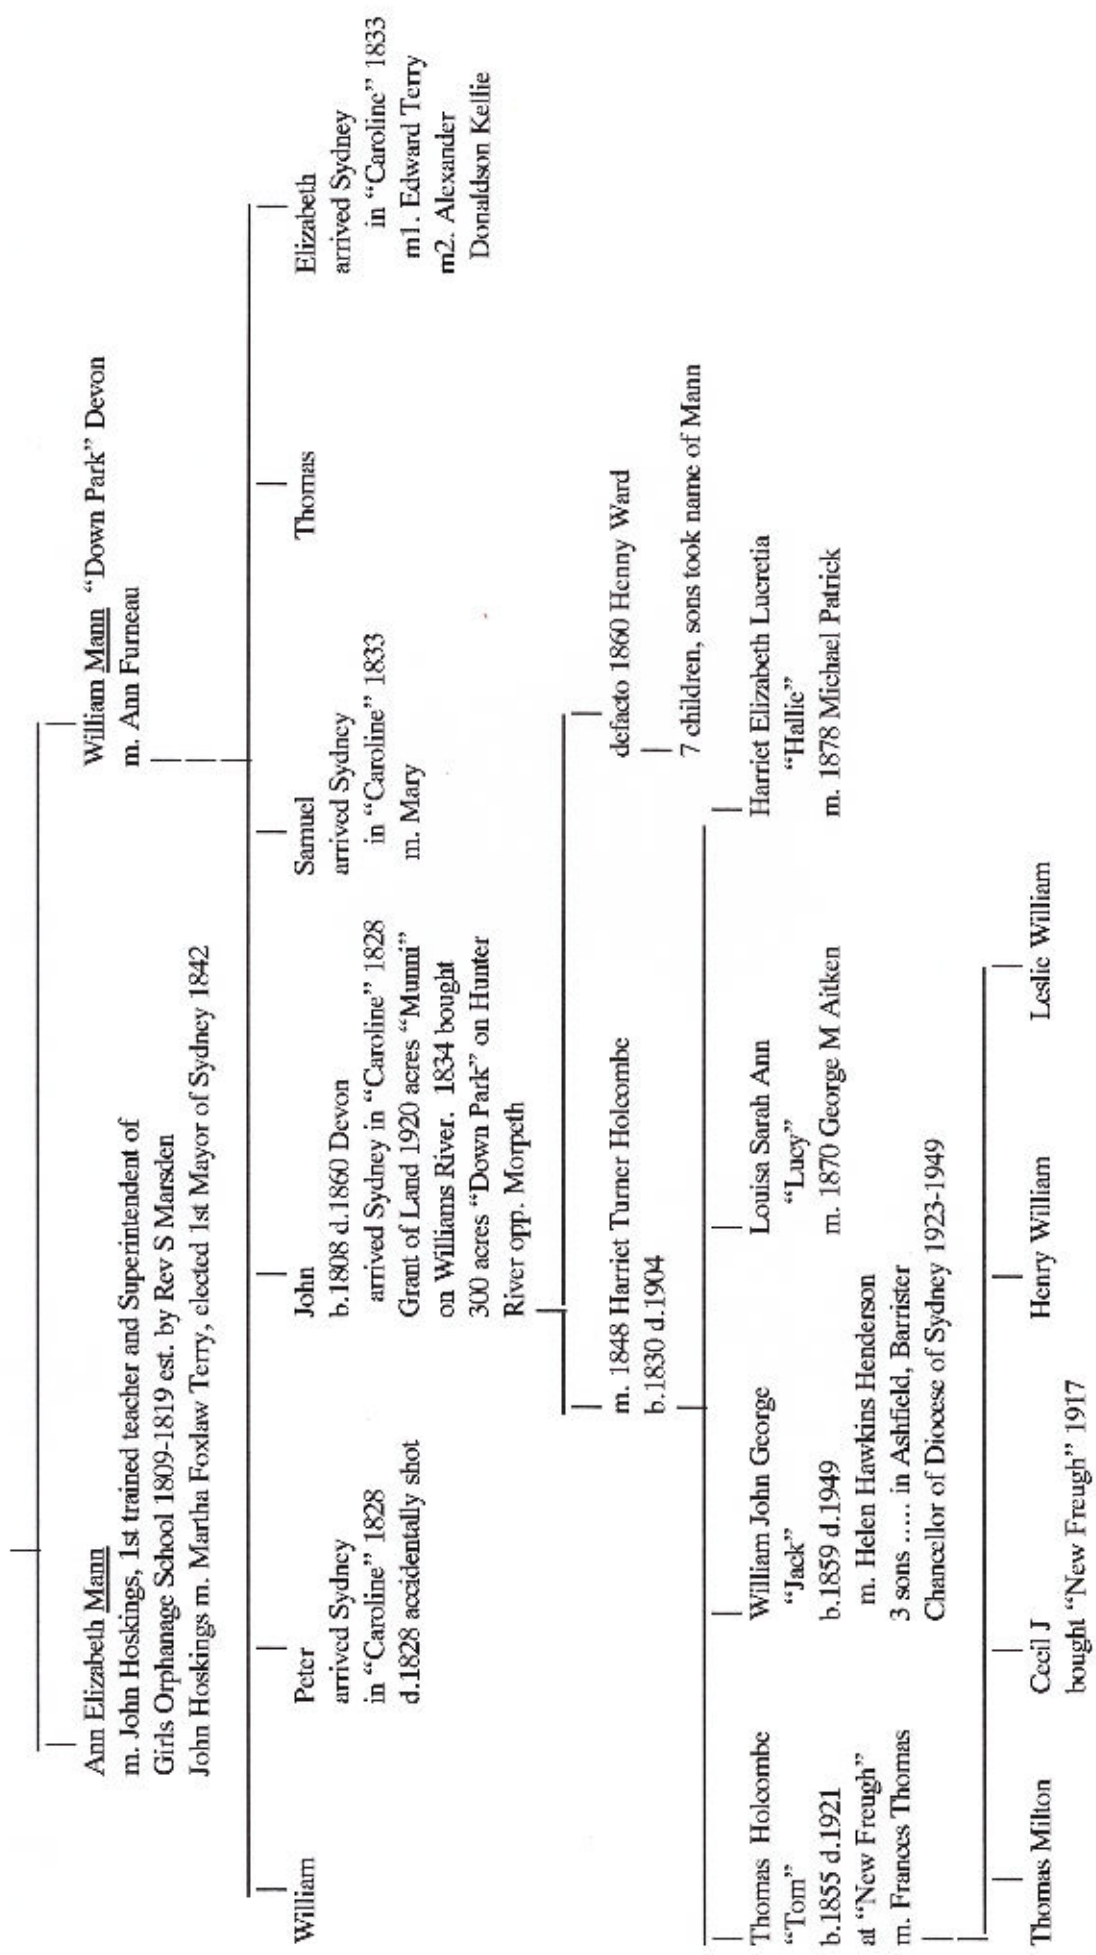 Ann Elizabeth Mann
m. John Hoskings, 1st trained teacher and Superintendent of
Girls Orphanage School 1809-1819 est. by Rev S Marsden
John Hoskings m. Martha Foxlaw Terry, elected 1st Mayor of Sydney 1842
William Mann "Down Park" Devon
m. Ann Furneau
William
Peter
arrived Sydney
in "Caroline" 1828
d.1828 accidentally shot
John
b.1808 d.1860 Devon
arrived Sydney in "Caroline" 1828
Grant of Land 1920 acres "Munni"
on Williams River. 1834 bought
300 acres "Down Park" on Hunter
River opp. Morpeth
Samuel
arrived Sydney
in "Caroline" 1833
m. Mary
Thomas
Elizabeth
arrived Sydney
in "Caroline" 1833
m1. Edward Terry
m2. Alexander
Donaldson Kellie
m. 1848 Harriet Turner Holcombe
b.1830 d.1904
defacto 1860 Henny Ward
7 children, sons took name of Mann
Thomas Holcombe
"Tom"
b.1855 d.1921
at "New Freugh"
m. Frances Thomas
William John George
"Jack"
b.1859 d.1949
m. Helen Hawkins Henderson
3 sons ..... in Ashfield, Barrister
Chancellor of Diocese of Sydney 1923-1949
Louisa Sarah Ann
"Lucy"
m. 1870 George M Aitken
Harriet Elizabeth Lucretia
"Hallie"
m. 1878 Michael Patrick
Thomas Milton
Cecil J
bought "New Freugh" 1917
Henry William
Leslie William